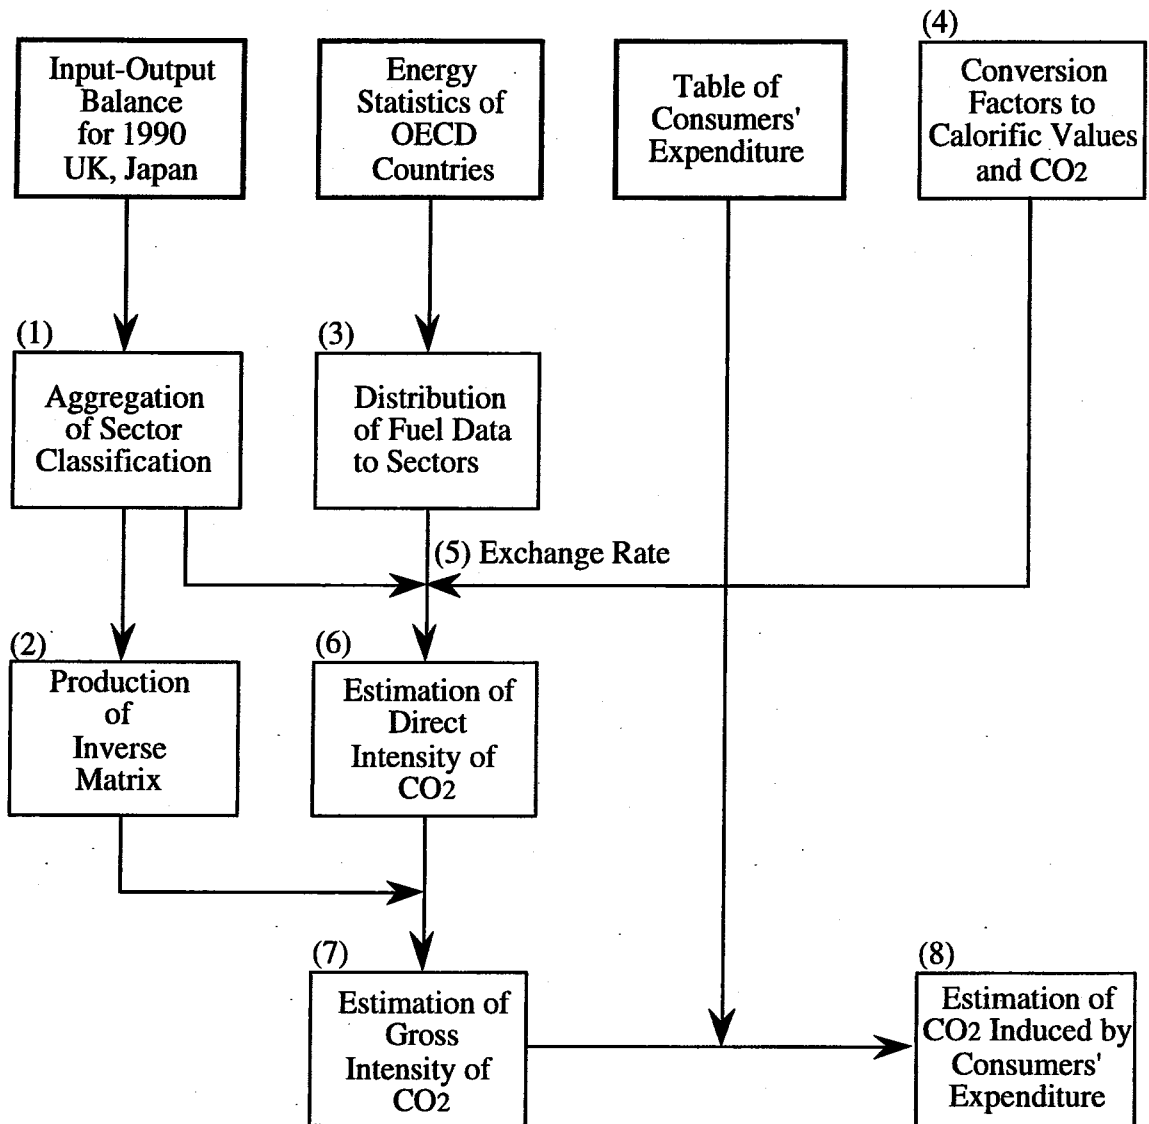 (4)
Input-Output
Balance
for 1990
UK, Japan
Energy
Statistics of
OECD
Countries
Table of
Consumers'
Expenditure
Conversion
Factors to
Calorific Values
and CO2
(1)
Aggregation
of Sector
Classification
(3)
Distribution
of Fuel Data
to Sectors
(5) Exchange Rate
(2)
Production
of
Inverse
Matrix
(6)
Estimation of
Direct
Intensity of
CO2
(7)
Estimation of
Gross
Intensity of
CO2
(8)
Estimation of
CO2 Induced by
Consumers'
Expenditure